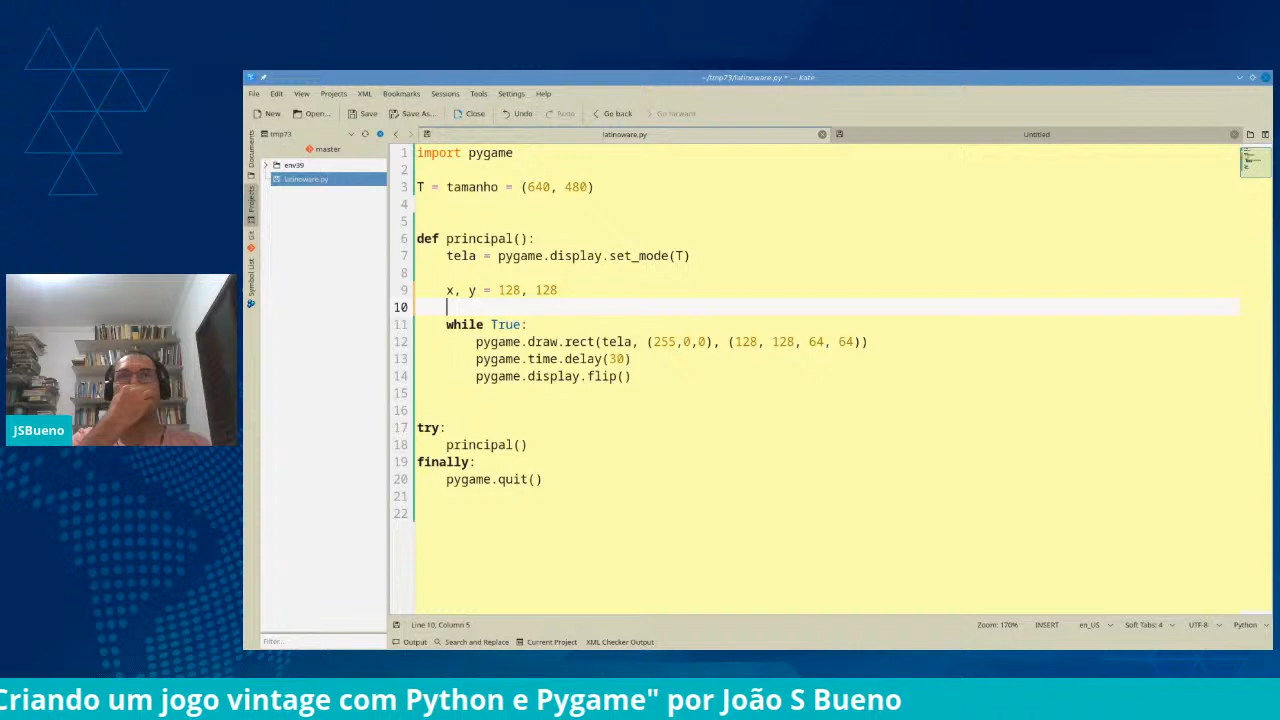 ~/tmp73/latinoware.py * — Kate
File Edit View Projects XML Bookmarks Sessions Tools Settings Help
New Open... Save Save As... Close Undo Redo Go back Go forward
tmp73 latinoware.py Untitled
master
env39
latinoware.py
Documents
Projects
Git
Symbol List
1 import pygame
2
3 T = tamanho = (640, 480)
4
5
6 def principal():
7 tela = pygame.display.set_mode(T)
8
9 x, y = 128, 128
10
11 while True:
12 pygame.draw.rect(tela, (255,0,0), (128, 128, 64, 64))
13 pygame.time.delay(30)
14 pygame.display.flip()
15
16
17 try:
18 principal()
19 finally:
20 pygame.quit()
21
22
JSBueno
Line 10, Column 5 Zoom: 170% INSERT en_US Soft Tabs: 4 UTF-8 Python
Filter...
Output Search and Replace Current Project XML Checker Output
Criando um jogo vintage com Python e Pygame" por João S Bueno